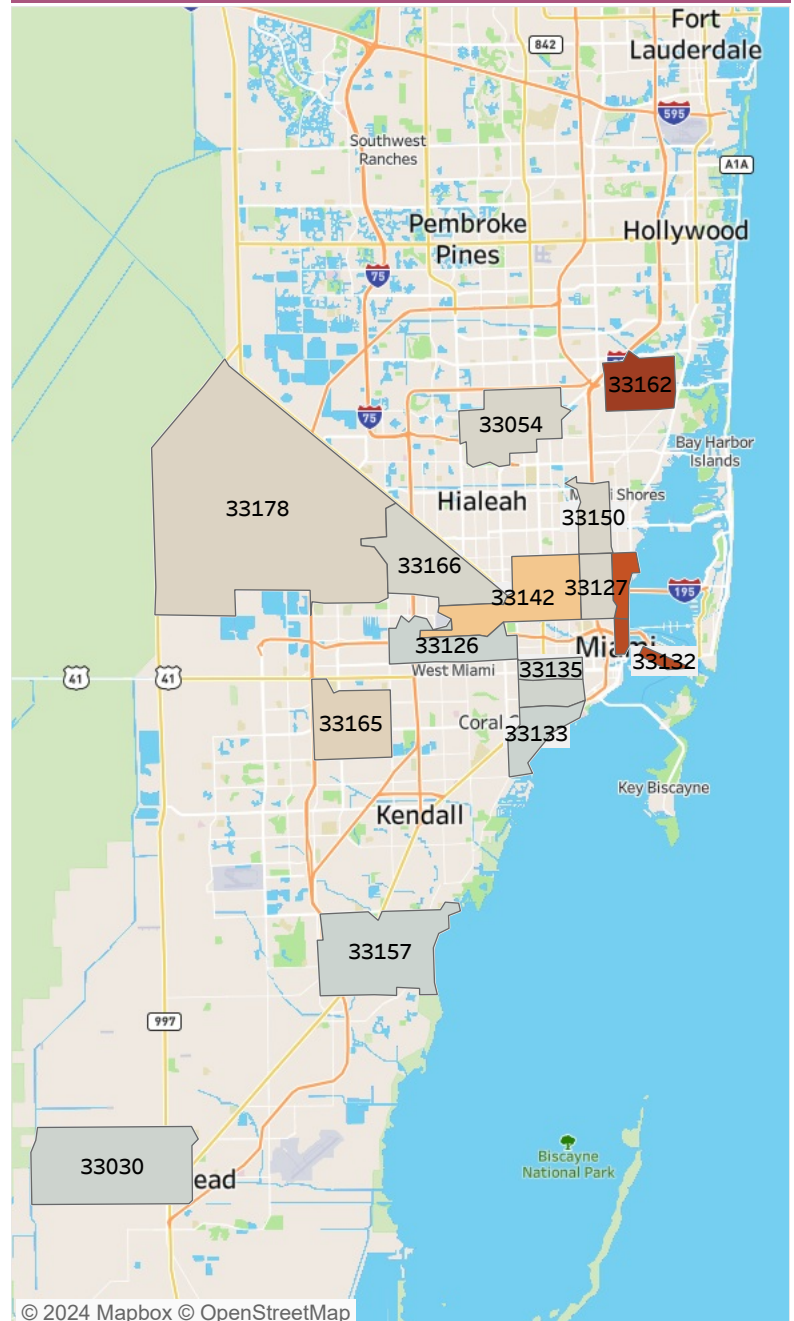 Fort
Lauderdale
842
595
Southwest
Ranches
A1A
Pembroke
Pines
Hollywood
75
33162
75
33054
Bay Harbor
Islands
Hialeah
Shores
33178
33150
33166
33142
33127
195
33126
Miami
33132
West Miami
33135
41
41
33165
Coral
33133
Key Biscayne
Kendall
33157
997
Biscayne
National Park
33030
ead
© 2024 Mapbox © OpenStreetMap